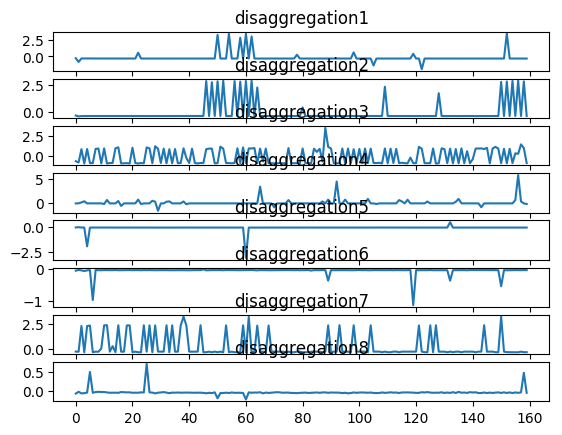 disaggregation1
2.5
0.0
disaggregation2
2.5
0.0
disaggregation3
2.5
0.0
disaggregation4
5
0
disaggregation5
0.0
−2.5
disaggregation6
0
−1
disaggregation7
2.5
0.0
disaggregation8
0.5
0.0
0 20 40 60 80 100 120 140 160